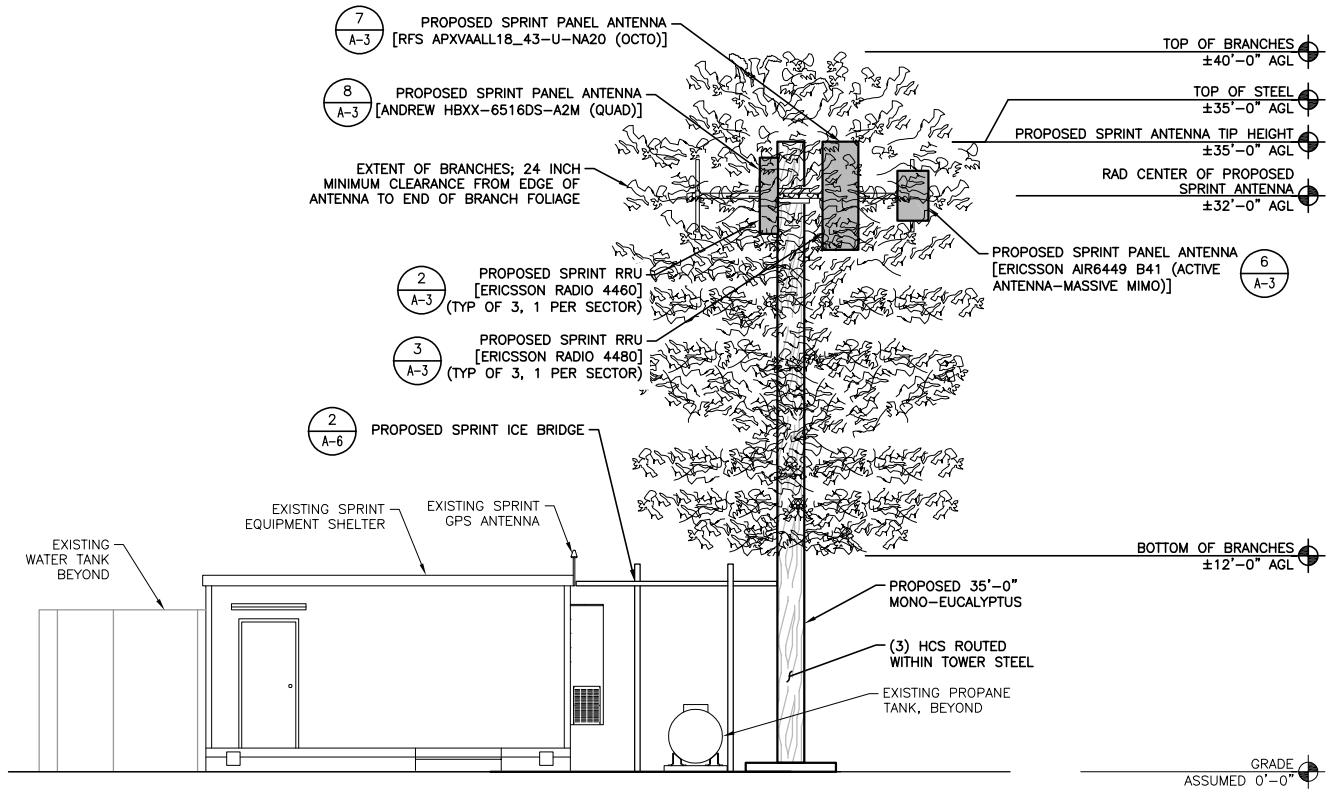 7
A-3
PROPOSED SPRINT PANEL ANTENNA
[RFS APXVAALL18_43-U-NA20 (OCTO)]
8
A-3
PROPOSED SPRINT PANEL ANTENNA
[ANDREW HBXX-6516DS-A2M (QUAD)]
EXTENT OF BRANCHES; 24 INCH
MINIMUM CLEARANCE FROM EDGE OF
ANTENNA TO END OF BRANCH FOLIAGE
2
A-3
PROPOSED SPRINT RRU
[ERICSSON RADIO 4460]
(TYP OF 3, 1 PER SECTOR)
3
A-3
PROPOSED SPRINT RRU
[ERICSSON RADIO 4480]
(TYP OF 3, 1 PER SECTOR)
2
A-6
PROPOSED SPRINT ICE BRIDGE
EXISTING SPRINT
EQUIPMENT SHELTER
EXISTING SPRINT
GPS ANTENNA
EXISTING
WATER TANK
BEYOND
TOP OF BRANCHES
±40'-0" AGL
TOP OF STEEL
±35'-0" AGL
PROPOSED SPRINT ANTENNA TIP HEIGHT
±35'-0" AGL
RAD CENTER OF PROPOSED
SPRINT ANTENNA
±32'-0" AGL
PROPOSED SPRINT PANEL ANTENNA
[ERICSSON AIR6449 B41 (ACTIVE
ANTENNA-MASSIVE MIMO)]
6
A-3
BOTTOM OF BRANCHES
±12'-0" AGL
PROPOSED 35'-0"
MONO-EUCALYPTUS
(3) HCS ROUTED
WITHIN TOWER STEEL
EXISTING PROPANE
TANK, BEYOND
GRADE
ASSUMED 0'-0"